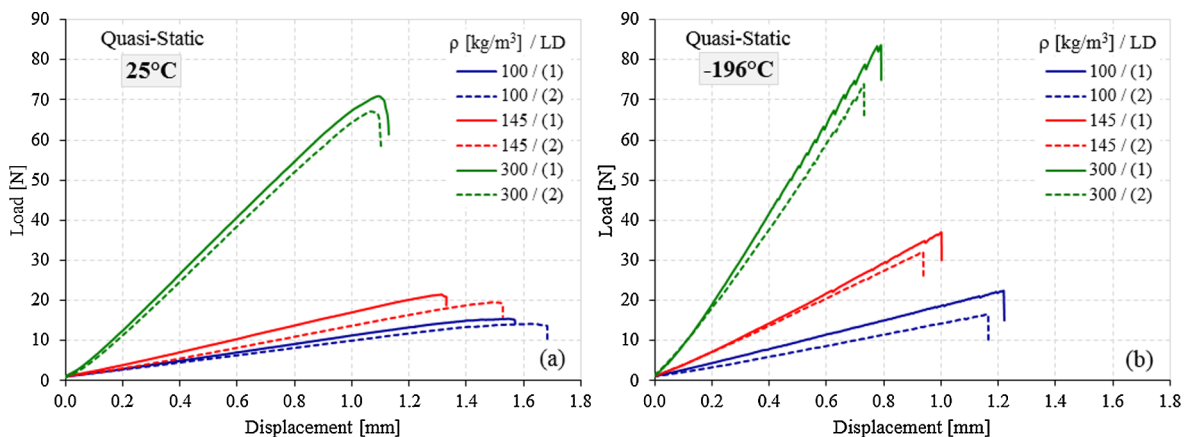 Quasi-Static
25°C
ρ [kg/m³] / LD
100 / (1)
100 / (2)
145 / (1)
145 / (2)
300 / (1)
300 / (2)
90
80
70
60
50
40
30
20
10
0
Load [N]
0.0 0.2 0.4 0.6 0.8 1.0 1.2 1.4 1.6 1.8
Displacement [mm]
(a)
Quasi-Static
-196°C
ρ [kg/m³] / LD
100 / (1)
100 / (2)
145 / (1)
145 / (2)
300 / (1)
300 / (2)
90
80
70
60
50
40
30
20
10
0
Load [N]
0.0 0.2 0.4 0.6 0.8 1.0 1.2 1.4 1.6 1.8
Displacement [mm]
(b)